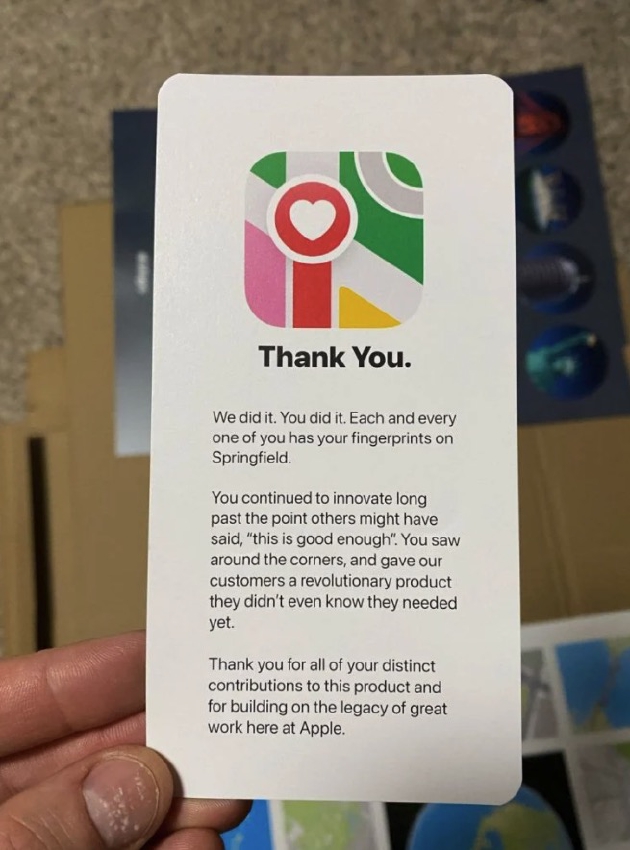 Thank You.
We did it. You did it. Each and every
one of you has your fingerprints on
Springfield.
You continued to innovate long
past the point others might have
said, "this is good enough". You saw
around the corners, and gave our
customers a revolutionary product
they didn't even know they needed
yet.
Thank you for all of your distinct
contributions to this product and
for building on the legacy of great
work here at Apple.